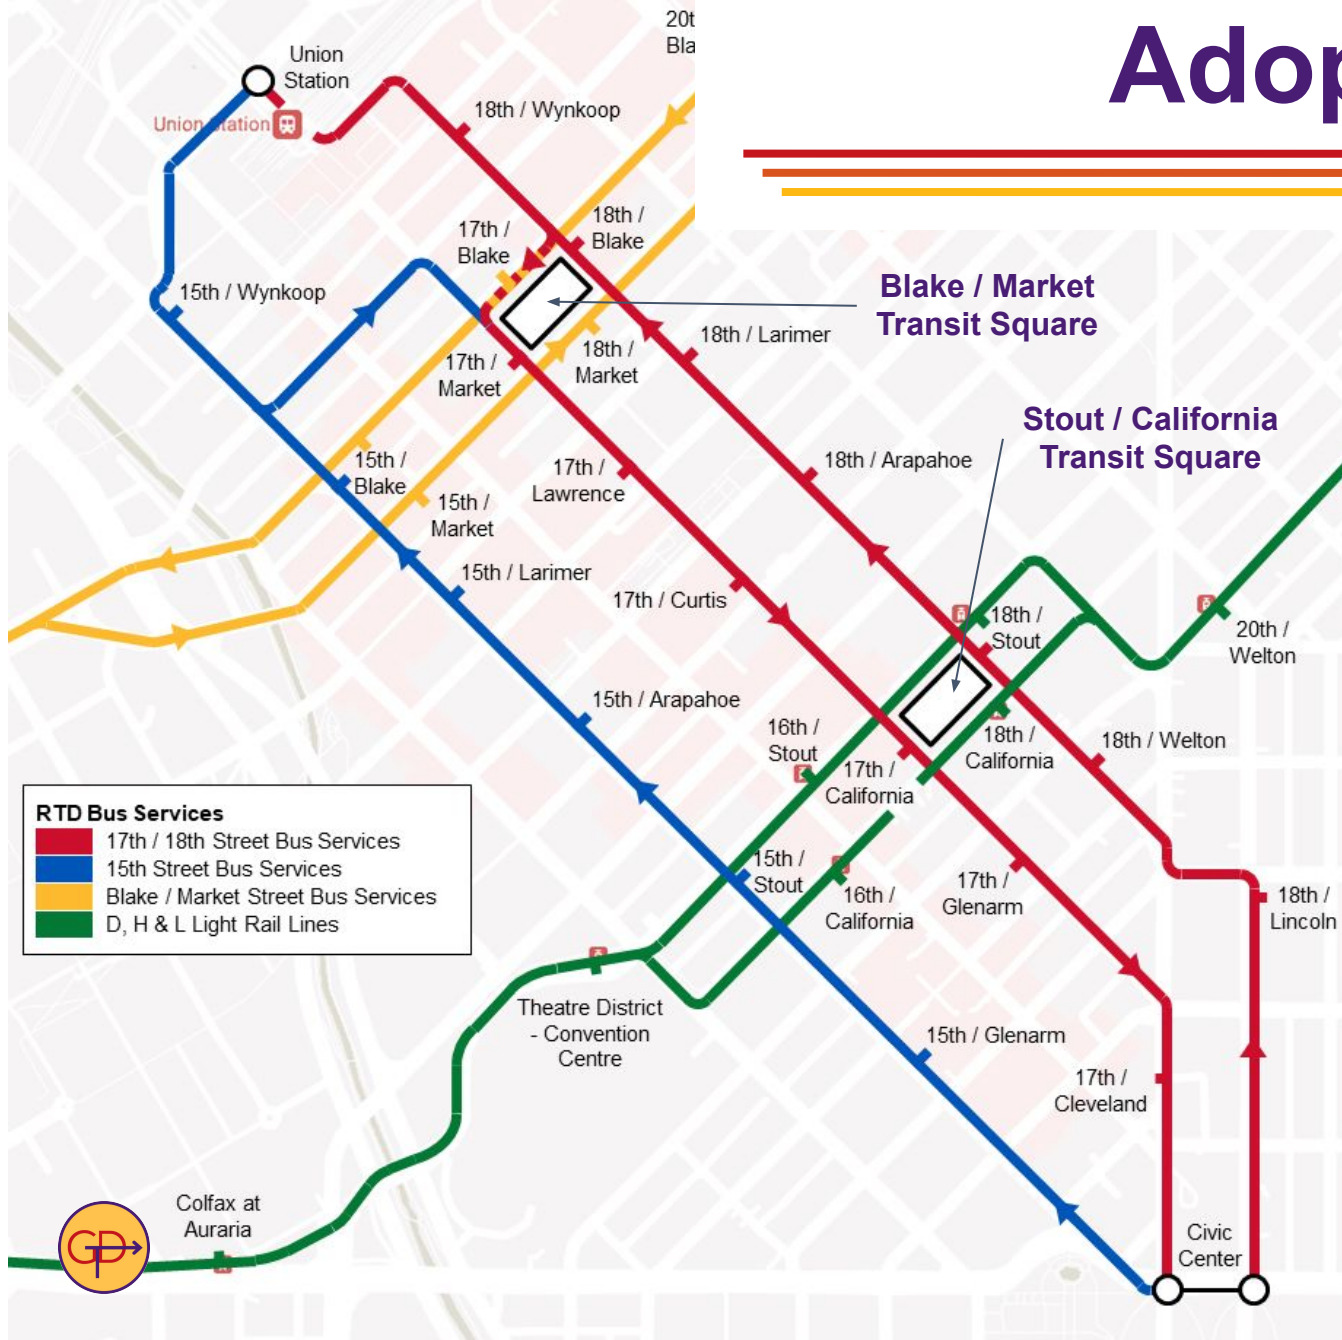 20t
Bla
Adop
Union
Station
Union Station
18th / Wynkoop
17th /
Blake
18th /
Blake
15th / Wynkoop
Blake / Market
Transit Square
18th / Larimer
17th /
Market
18th /
Market
Stout / California
Transit Square
15th /
Blake
17th /
Lawrence
18th / Arapahoe
15th /
Market
15th / Larimer
17th / Curtis
18th /
Stout
20th /
Welton
15th / Arapahoe
16th /
Stout
18th /
California
18th / Welton
17th /
California
RTD Bus Services
17th / 18th Street Bus Services
15th Street Bus Services
Blake / Market Street Bus Services
D, H & L Light Rail Lines
15th /
Stout
16th /
California
17th /
Glenarm
18th /
Lincoln
Theatre District
- Convention
Centre
15th / Glenarm
17th /
Cleveland
Colfax at
Auraria
Civic
Center
GPT